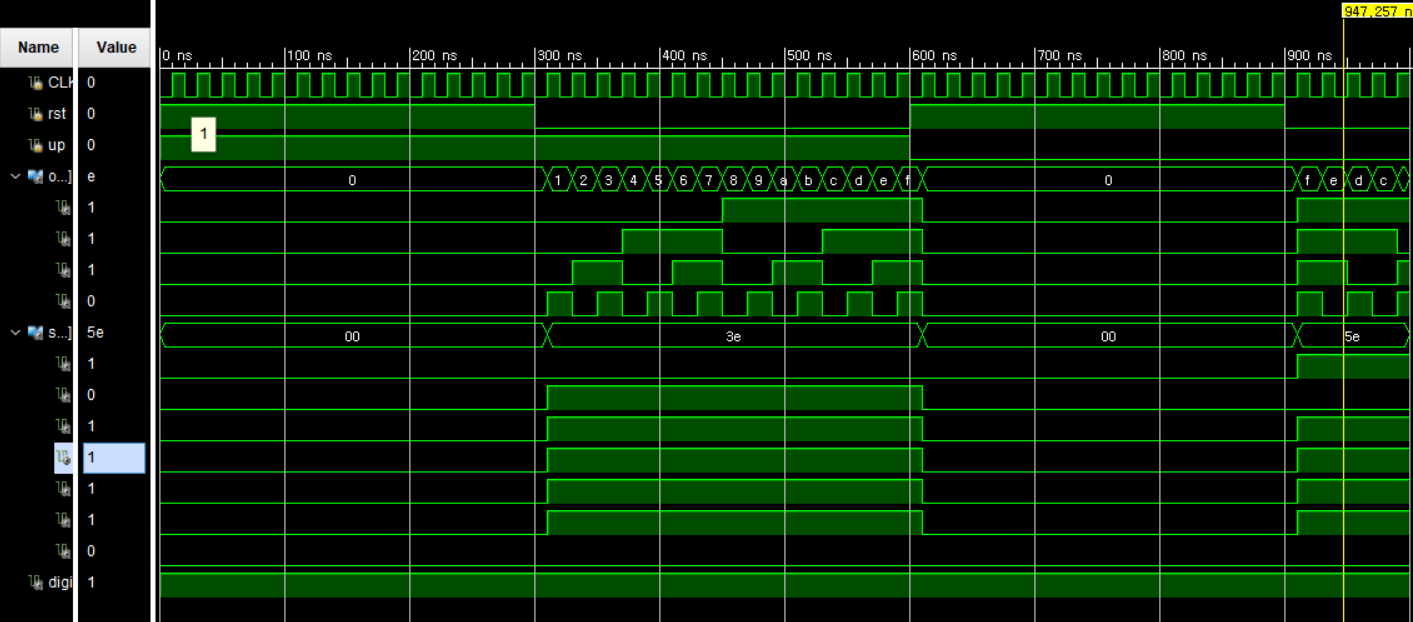 947,257 n
Name Value
0 ns 100 ns 200 ns 300 ns 400 ns 500 ns 600 ns 700 ns 800 ns 900 ns
CLK 0
rst 0
1
up 0
o...] e 0 1 2 3 4 5 6 7 8 9 a b c d e f 0 f e d c
1
1
1
0
s...] 5e 00 3e 00 5e
1
0
1
1
1
1
0
digi 1